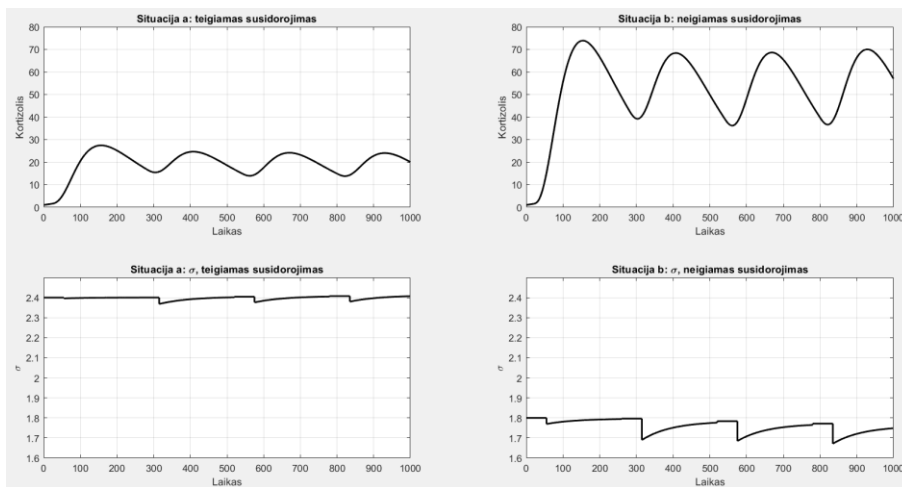 Situacija a: teigiamas susidorojimas
80
70
60
50
40
30
20
10
0
Kortizolis
0 100 200 300 400 500 600 700 800 900 1000
Laikas
Situacija b: neigiamas susidorojimas
80
70
60
50
40
30
20
10
0
Kortizolis
0 100 200 300 400 500 600 700 800 900 1000
Laikas
Situacija a: σ, teigiamas susidorojimas
2.4
2.3
2.2
2.1
2
1.9
1.8
1.7
1.6
σ
0 100 200 300 400 500 600 700 800 900 1000
Laikas
Situacija b: σ, neigiamas susidorojimas
2.4
2.3
2.2
2.1
2
1.9
1.8
1.7
1.6
σ
0 100 200 300 400 500 600 700 800 900 1000
Laikas